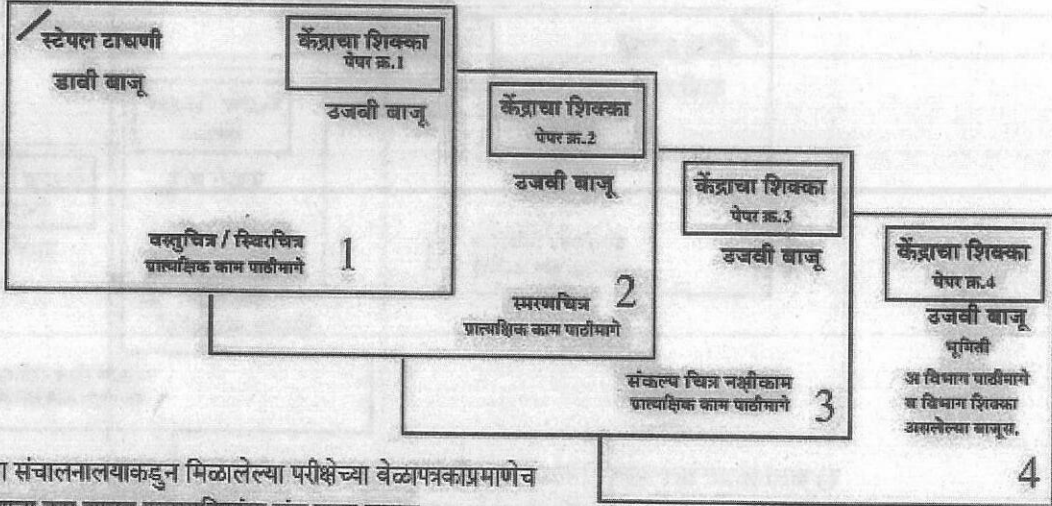 स्टेपल टाचणी
डावी बाजू
केंद्राचा शिक्का
पेपर क्र.1
उजवी बाजू
वस्तुचित्र / स्थिरचित्र
प्रात्यक्षिक काम पाठीमागे
1
केंद्राचा शिक्का
पेपर क्र.2
उजवी बाजू
स्मरणचित्र
प्रात्यक्षिक काम पाठीमागे
2
केंद्राचा शिक्का
पेपर क्र.3
उजवी बाजू
संकल्प चित्र नक्षीकाम
प्रात्यक्षिक काम पाठीमागे
3
केंद्राचा शिक्का
पेपर क्र.4
उजवी बाजू
भूमिती
अ विभाग पाठीमागे
ब विभाग शिक्का
असलेल्या बाजूस.
4
संचालनालयाकडुन मिळालेल्या परीक्षेच्या वेळापत्रकाप्रमाणेच